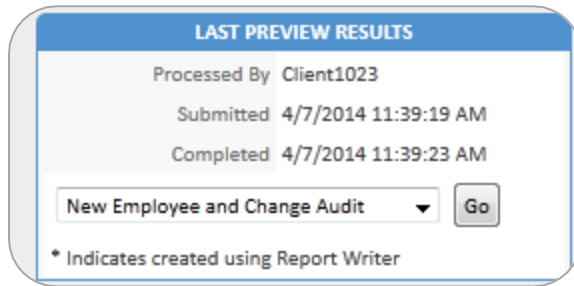 LAST PREVIEW RESULTS
Processed By Client1023
Submitted 4/7/2014 11:39:19 AM
Completed 4/7/2014 11:39:23 AM
New Employee and Change Audit Go
* Indicates created using Report Writer